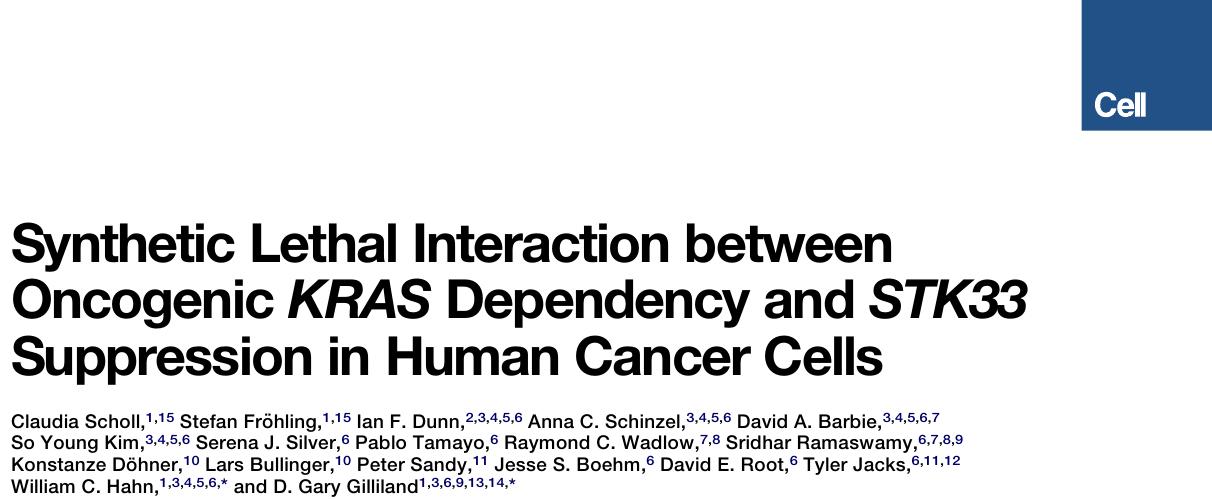 Cell
Synthetic Lethal Interaction between
Oncogenic KRAS Dependency and STK33
Suppression in Human Cancer Cells
Claudia Scholl,1,15 Stefan Fröhling,1,15 Ian F. Dunn,2,3,4,5,6 Anna C. Schinzel,3,4,5,6 David A. Barbie,3,4,5,6,7
So Young Kim,3,4,5,6 Serena J. Silver,6 Pablo Tamayo,6 Raymond C. Wadlow,7,8 Sridhar Ramaswamy,6,7,8,9
Konstanze Döhner,10 Lars Bullinger,10 Peter Sandy,11 Jesse S. Boehm,6 David E. Root,6 Tyler Jacks,6,11,12
William C. Hahn,1,3,4,5,6,* and D. Gary Gilliland1,3,6,9,13,14,*